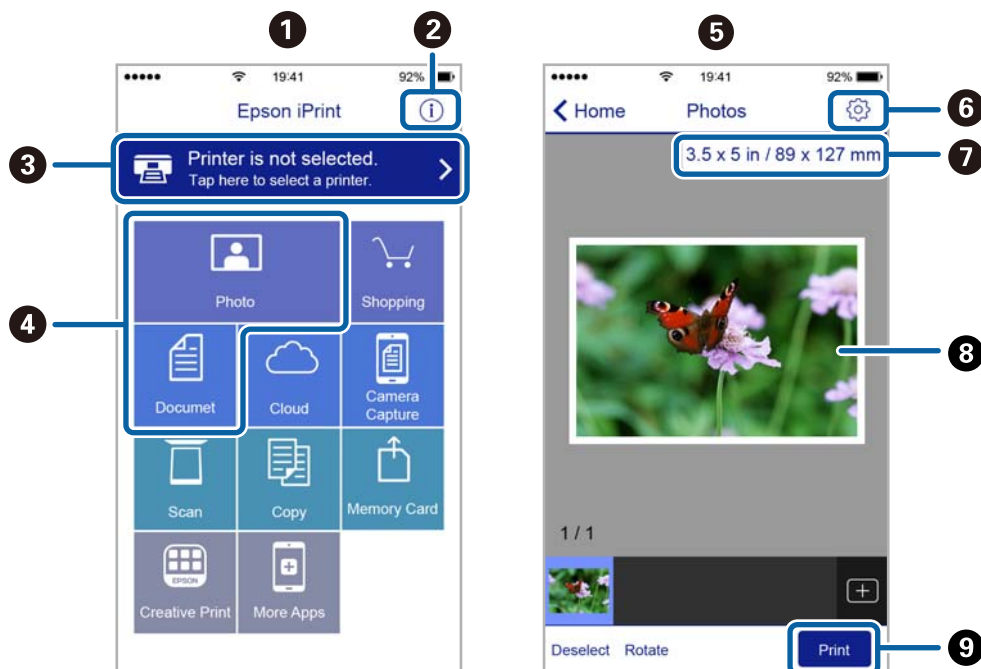 1
2
19:41
92%
Epson iPrint
i
3
Printer is not selected.
Tap here to select a printer.
4
Photo
Shopping
Documet
Cloud
Camera
Capture
Scan
Copy
Memory Card
EPSON
Creative Print
More Apps
5
19:41
92%
Home
Photos
6
3.5 x 5 in / 89 x 127 mm
7
8
1 / 1
Deselect
Rotate
Print
9